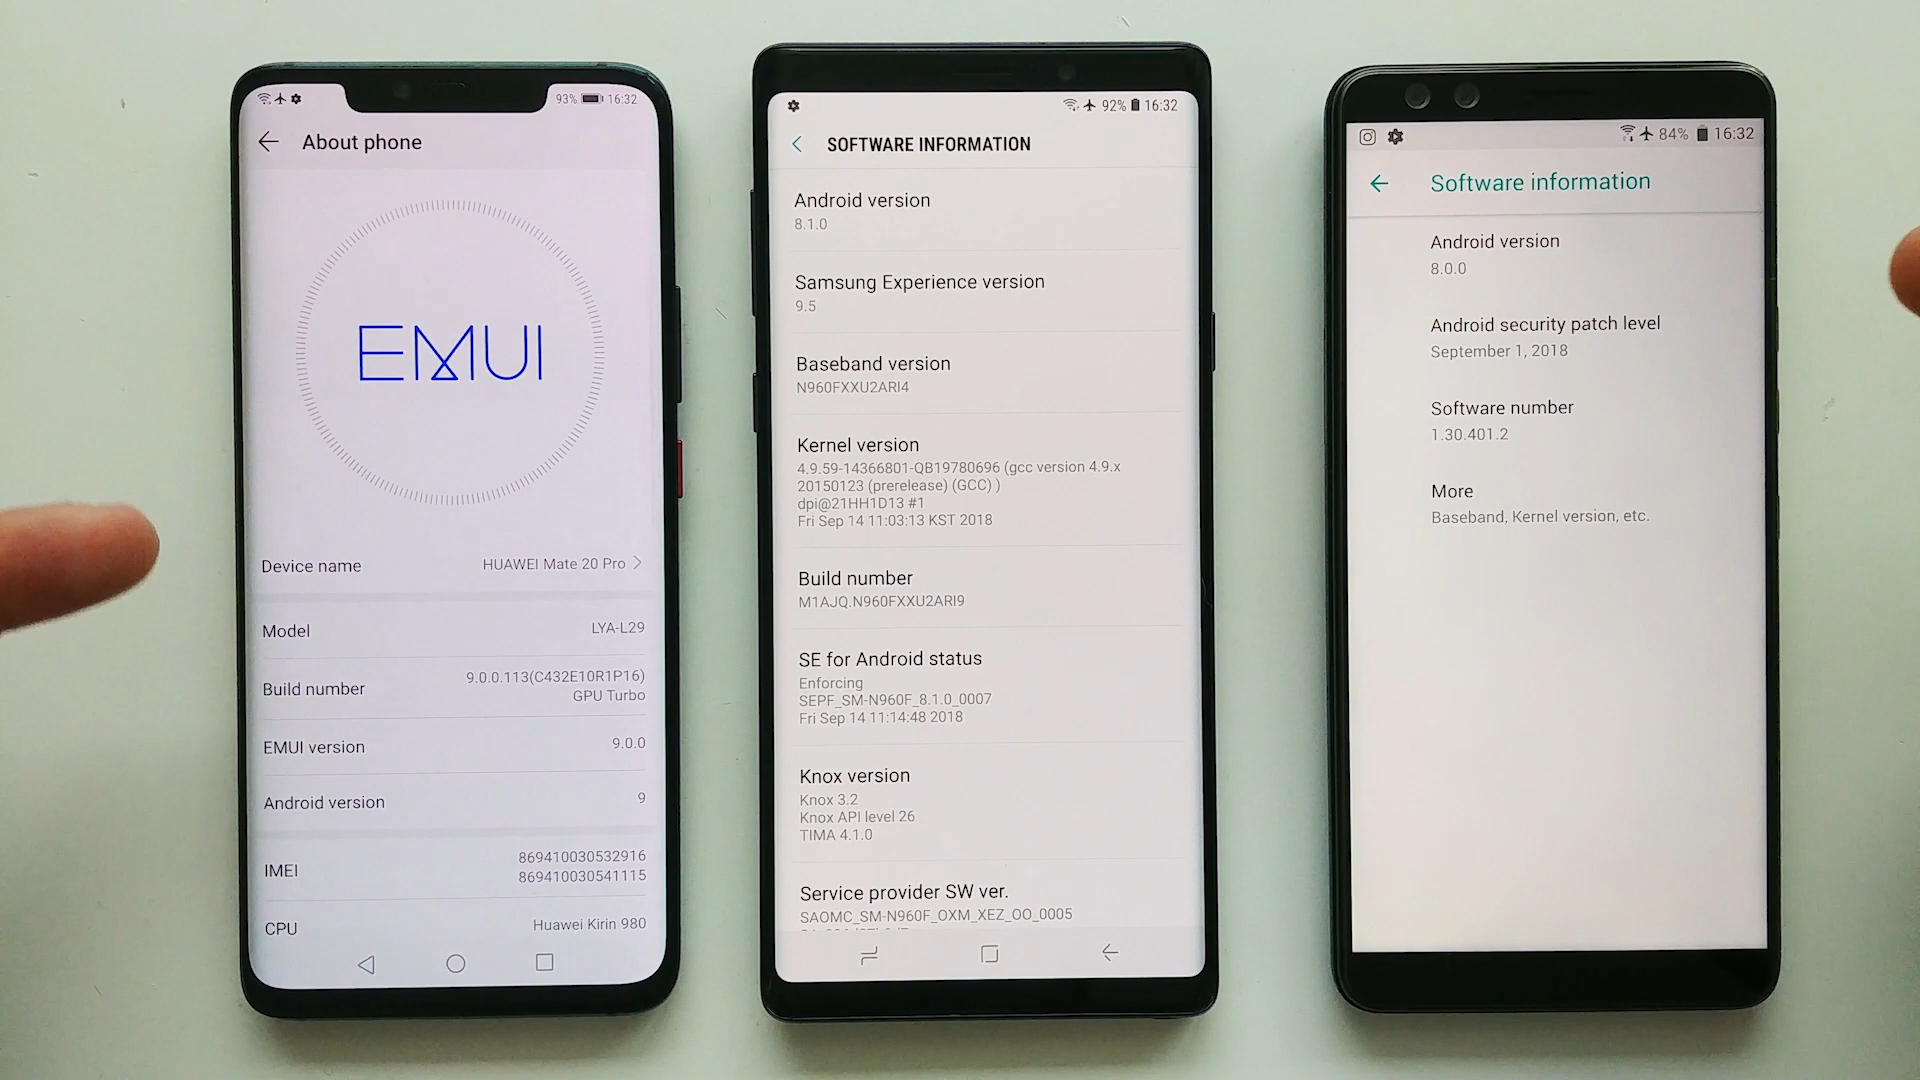 93% 16:32
About phone
EMUI
Device name HUAWEI Mate 20 Pro
Model LYA-L29
Build number 9.0.0.113(C432E10R1P16)
GPU Turbo
EMUI version 9.0.0
Android version 9
IMEI 869410030532916
869410030541115
CPU Huawei Kirin 980
92% 16:32
SOFTWARE INFORMATION
Android version
8.1.0
Samsung Experience version
9.5
Baseband version
N960FXXU2ARI4
Kernel version
4.9.59-14366801-QB19780696 (gcc version 4.9.x
20150123 (prerelease) (GCC) )
dpi@21HH1D13 #1
Fri Sep 14 11:03:13 KST 2018
Build number
M1AJQ.N960FXXU2ARI9
SE for Android status
Enforcing
SEPF_SM-N960F_8.1.0_0007
Fri Sep 14 11:14:48 2018
Knox version
Knox 3.2
Knox API level 26
TIMA 4.1.0
Service provider SW ver.
SAOMC_SM-N960F_OXM_XEZ_OO_0005
84% 16:32
Software information
Android version
8.0.0
Android security patch level
September 1, 2018
Software number
1.30.401.2
More
Baseband, Kernel version, etc.